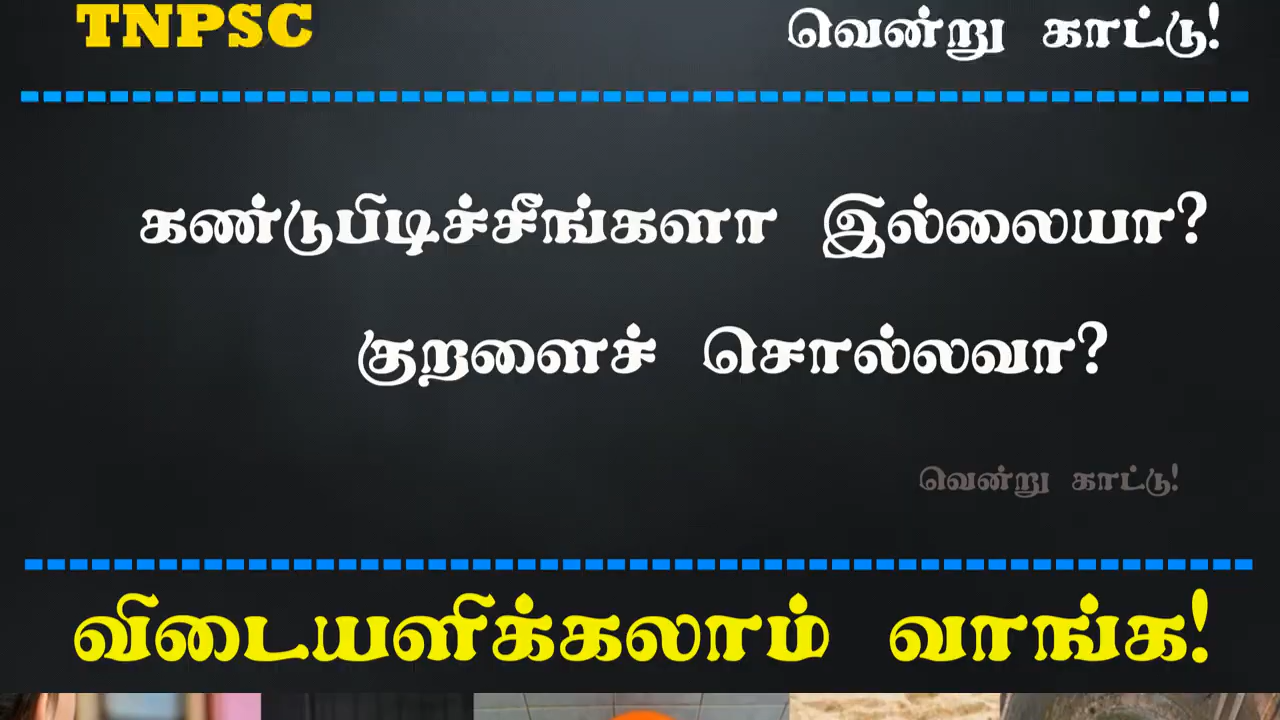 TNPSC வென்று காட்டு!
கண்டுபிடிச்சீங்களா இல்லையா?
குறளைச் சொல்லவா?
வென்று காட்டு!
விடையளிக்கலாம் வாங்க!